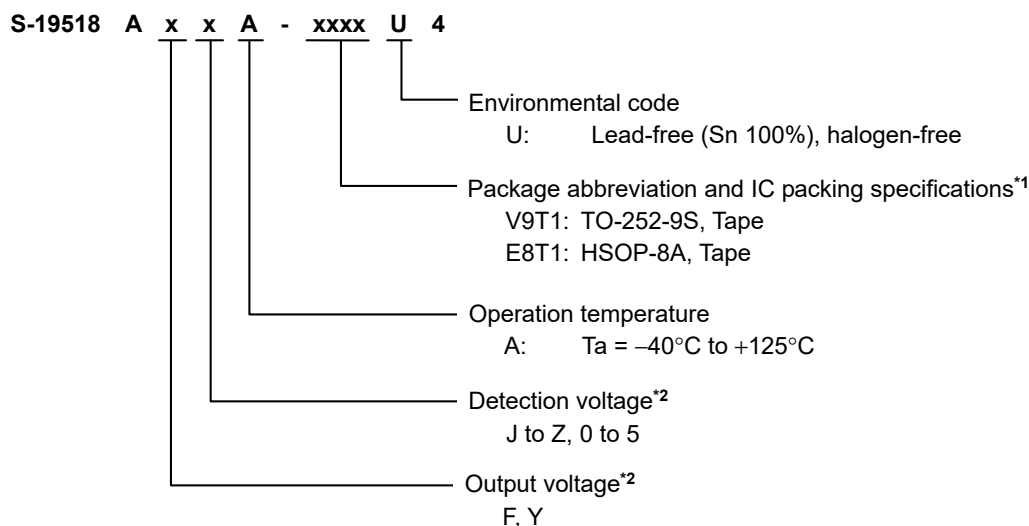 S-19518 A x x A - xxxx U 4
Environmental code
U: Lead-free (Sn 100%), halogen-free
Package abbreviation and IC packing specifications*1
V9T1: TO-252-9S, Tape
E8T1: HSOP-8A, Tape
Operation temperature
A: Ta = −40°C to +125°C
Detection voltage*2
J to Z, 0 to 5
Output voltage*2
F, Y